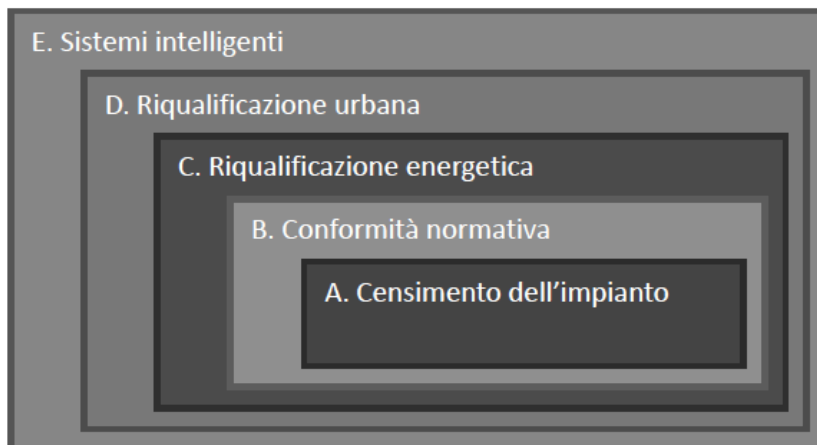 E. Sistemi intelligenti
D. Riqualificazione urbana
C. Riqualificazione energetica
B. Conformità normativa
A. Censimento dell’impianto